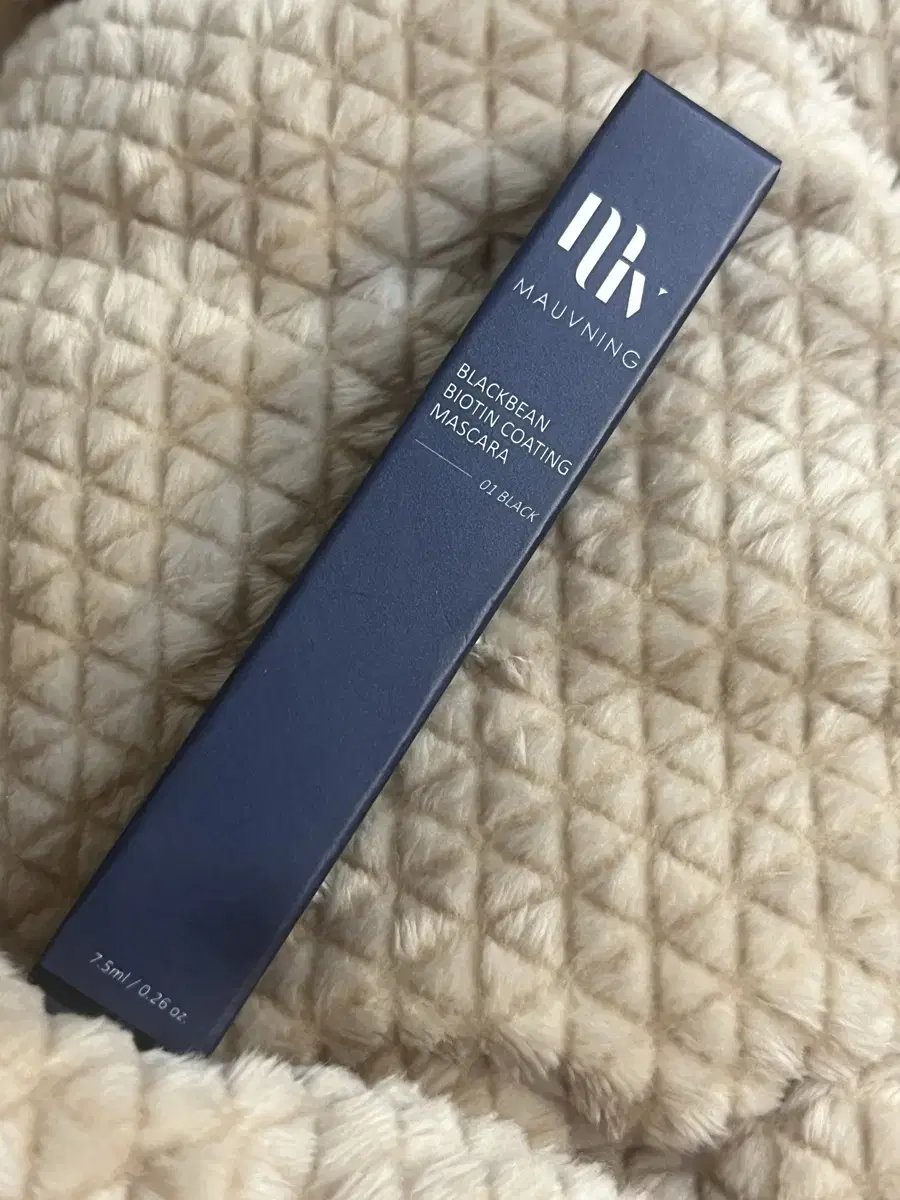 MAUVNING
BLACKBEAN
BIOTIN COATING
MASCARA
01 BLACK
7.5ml / 0.26 oz.